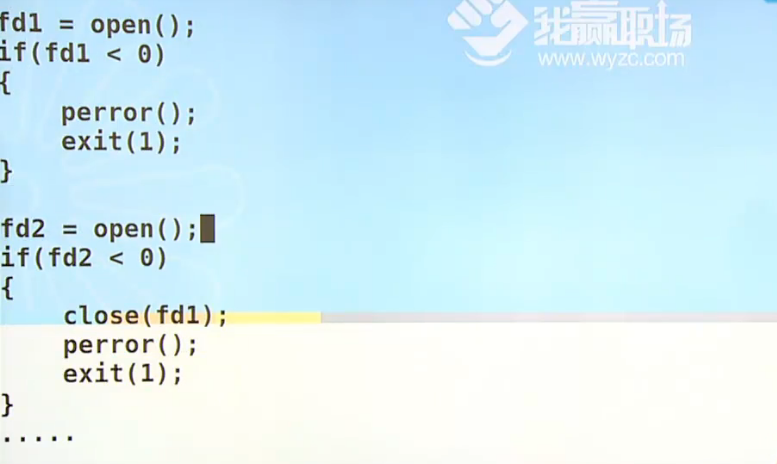 fd1 = open();
if(fd1 < 0)
{
    perror();
    exit(1);
}
fd2 = open();
if(fd2 < 0)
{
    close(fd1);
    perror();
    exit(1);
}
.....
我赢职场
www.wyzc.com